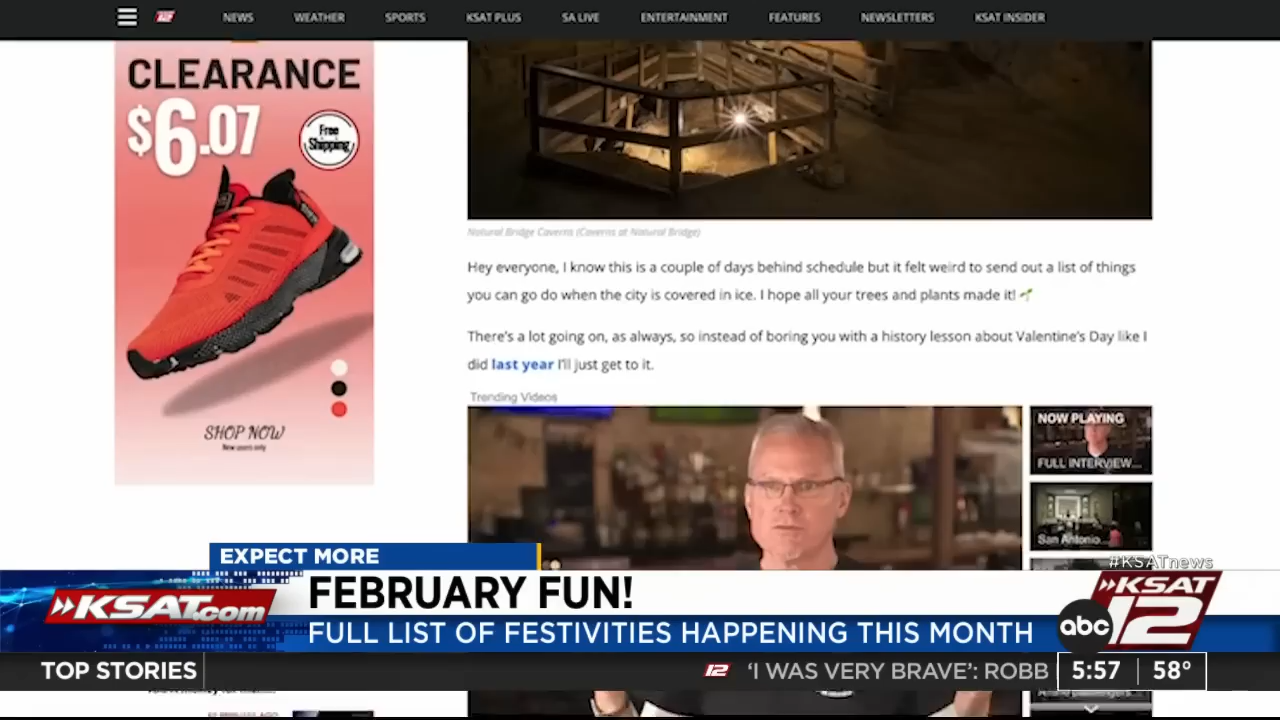 NEWS
WEATHER
SPORTS
KSAT PLUS
SA LIVE
ENTERTAINMENT
FEATURES
NEWSLETTERS
KSAT INSIDER
CLEARANCE
$6.07
Free
Shipping
SHOP NOW
New users only
Natural Bridge Caverns (Caverns at Natural Bridge)
Hey everyone, I know this is a couple of days behind schedule but it felt weird to send out a list of things
you can go do when the city is covered in ice. I hope all your trees and plants made it! 🌱
There's a lot going on, as always, so instead of boring you with a history lesson about Valentine's Day like I
did last year I'll just get to it.
Trending Videos
NOW PLAYING
FULL INTERVIEW...
San Antonio...
#KSATnews
EXPECT MORE
KSAT.com
FEBRUARY FUN!
FULL LIST OF FESTIVITIES HAPPENING THIS MONTH
abc
KSAT
12
TOP STORIES
12
'I WAS VERY BRAVE': ROBB
5:57
58°